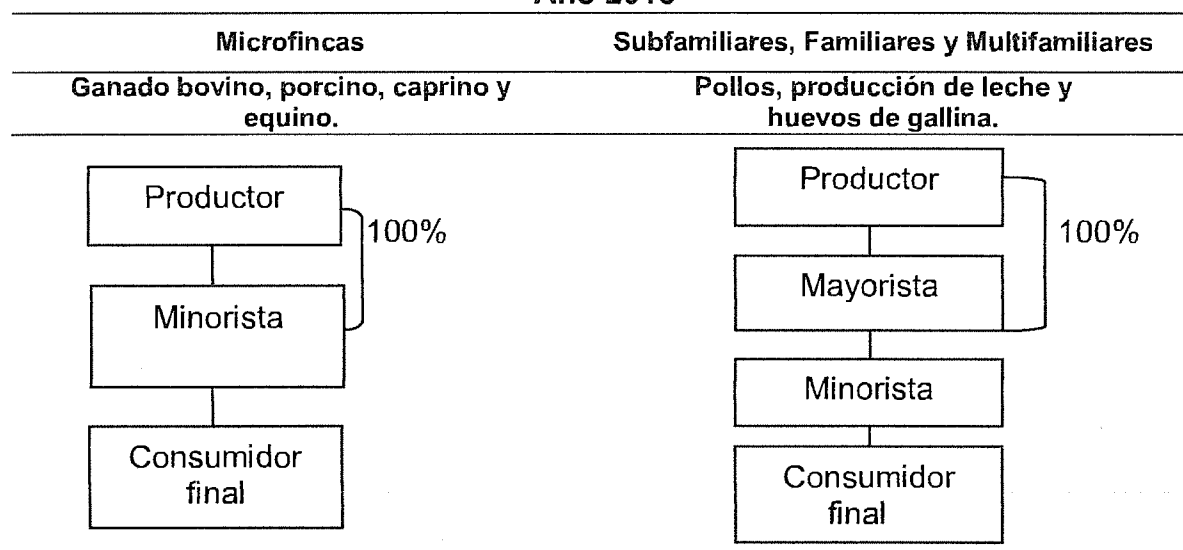 Microfincas
Subfamiliares, Familiares y Multifamiliares
Ganado bovino, porcino, caprino y
equino.
Pollos, producción de leche y
huevos de gallina.
Productor
100%
Minorista
Consumidor
final
Productor
100%
Mayorista
Minorista
Consumidor
final